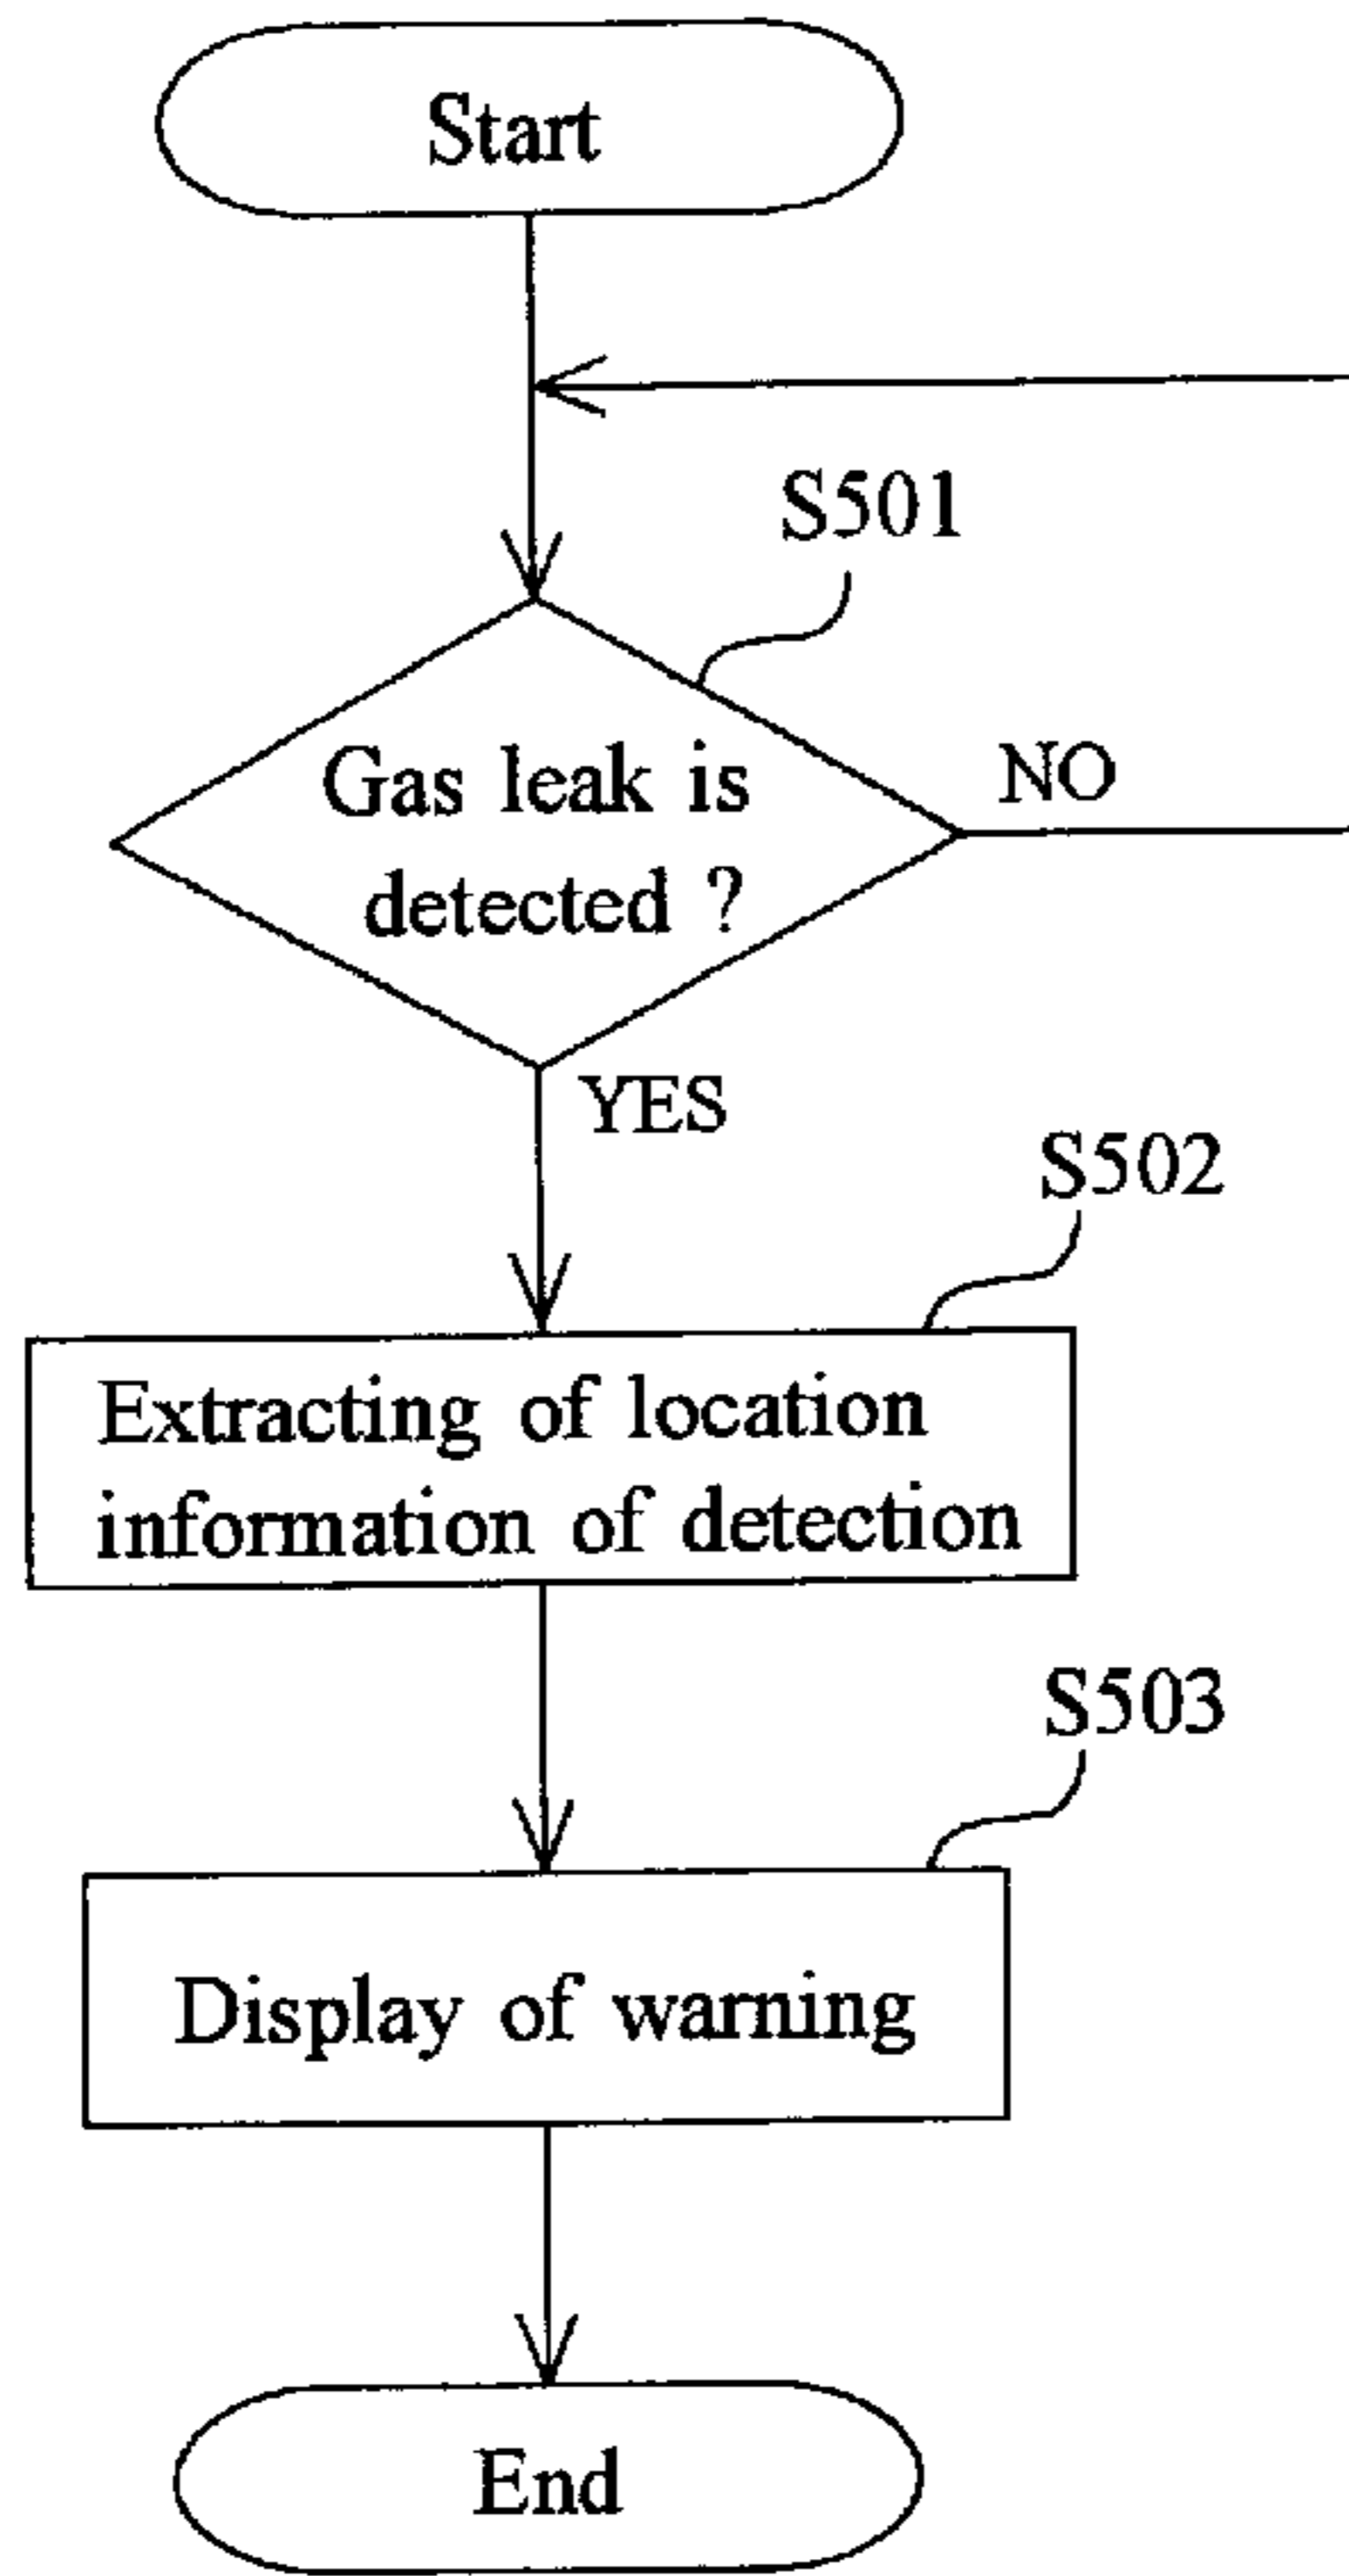 Start
S501
Gas leak is
detected ?
NO
YES
S502
Extracting of location
information of detection
S503
Display of warning
End